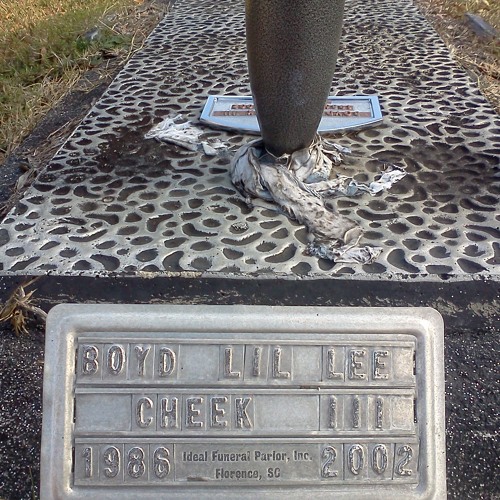 BOYD LIL LEE
CHEEK III
1986 Ideal Funeral Parlor, Inc. 2002
Florence, SC